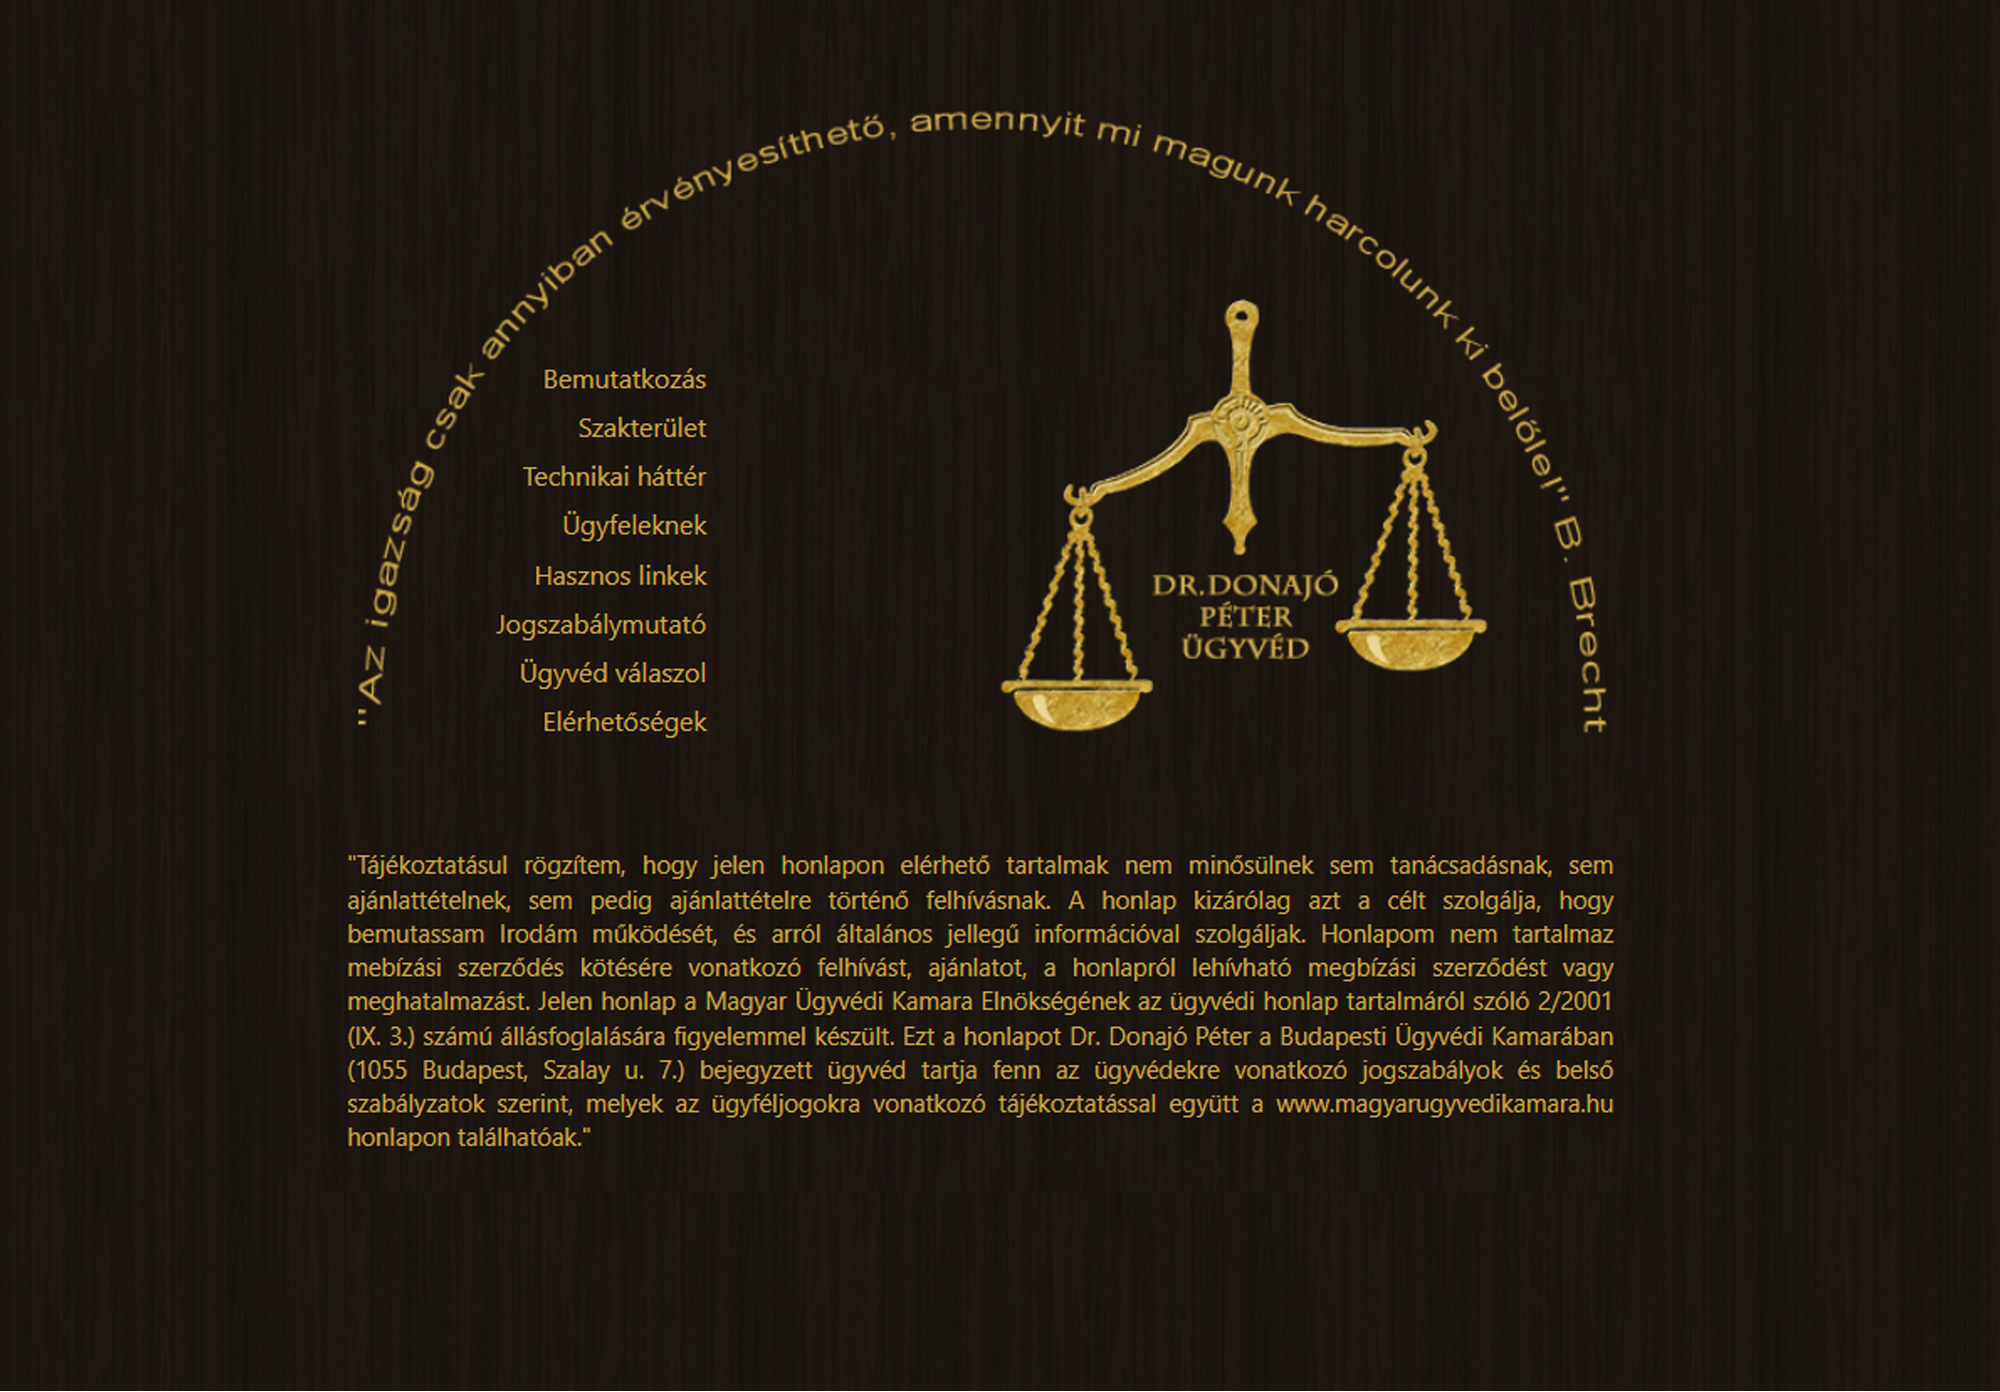 "Az igazság csak annyiban érvényesíthető, amennyit mi magunk harcolunk ki belőle!" B. Brecht
Bemutatkozás
Szakterület
Technikai háttér
Ügyfeleknek
Hasznos linkek
Jogszabálymutató
Ügyvéd válaszol
Elérhetőségek
DR.DONAJÓ
PÉTER
ÜGYVÉD
"Tájékoztatásul rögzítem, hogy jelen honlapon elérhető tartalmak nem minősülnek sem tanácsadásnak, sem
ajánlattételnek, sem pedig ajánlattételre történő felhívásnak. A honlap kizárólag azt a célt szolgálja, hogy
bemutassam Irodám működését, és arról általános jellegű információval szolgáljak. Honlapom nem tartalmaz
mebízási szerződés kötésére vonatkozó felhívást, ajánlatot, a honlapról lehívható megbízási szerződést vagy
meghatalmazást. Jelen honlap a Magyar Ügyvédi Kamara Elnökségének az ügyvédi honlap tartalmáról szóló 2/2001
(IX. 3.) számú állásfoglalására figyelemmel készült. Ezt a honlapot Dr. Donajó Péter a Budapesti Ügyvédi Kamarában
(1055 Budapest, Szalay u. 7.) bejegyzett ügyvéd tartja fenn az ügyvédekre vonatkozó jogszabályok és belső
szabályzatok szerint, melyek az ügyféljogokra vonatkozó tájékoztatással együtt a www.magyarugyvedikamara.hu
honlapon találhatóak."